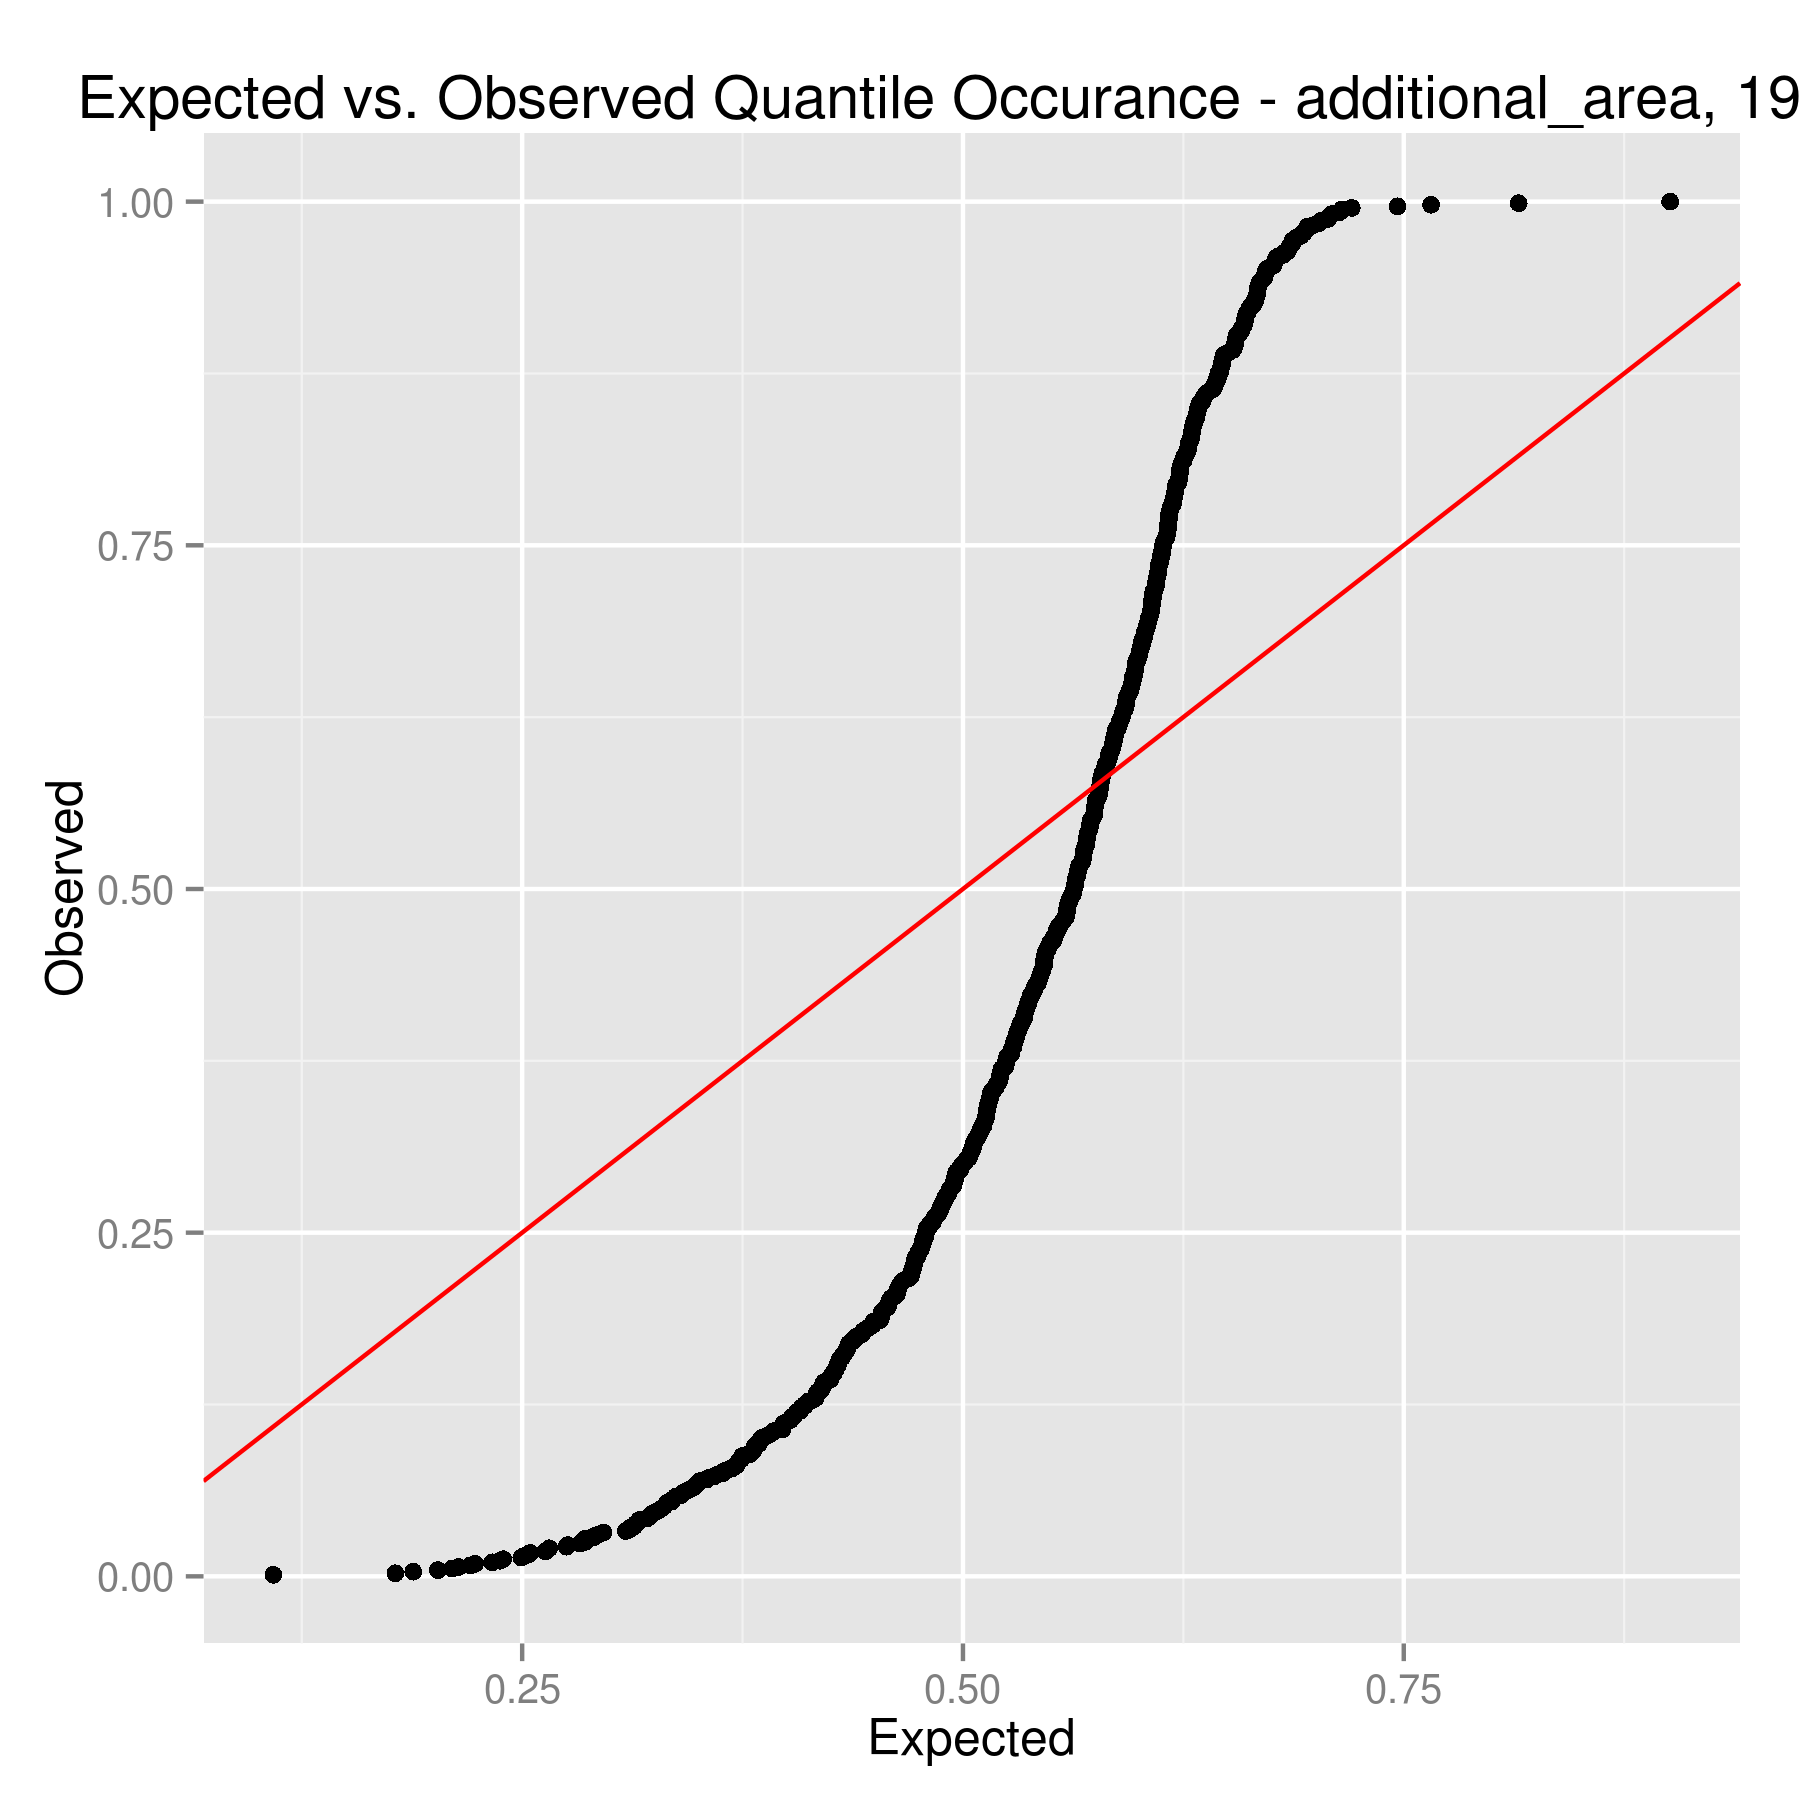 Expected vs. Observed Quantile Occurance - additional_area, 19
1.00
0.75
0.50
0.25
0.00
Observed
0.25 0.50 0.75
Expected